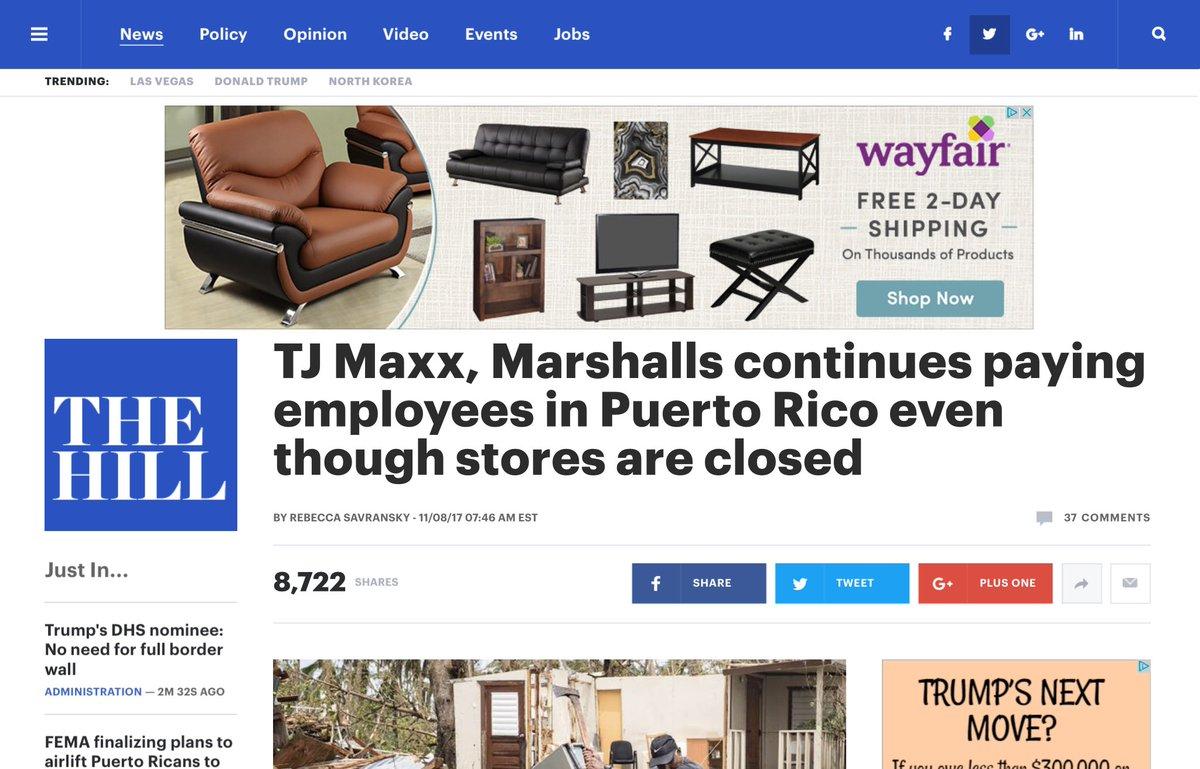 News Policy Opinion Video Events Jobs
TRENDING: LAS VEGAS DONALD TRUMP NORTH KOREA
wayfair
FREE 2-DAY
SHIPPING
On Thousands of Products
Shop Now
THE
HILL
TJ Maxx, Marshalls continues paying
employees in Puerto Rico even
though stores are closed
BY REBECCA SAVRANSKY - 11/08/17 07:46 AM EST
37 COMMENTS
8,722 SHARES
f SHARE
TWEET
G+ PLUS ONE
Just In...
Trump's DHS nominee:
No need for full border
wall
ADMINISTRATION — 2M 32S AGO
FEMA finalizing plans to
airlift Puerto Ricans to
TRUMP'S NEXT
MOVE?
If you owe less than $300,000 on